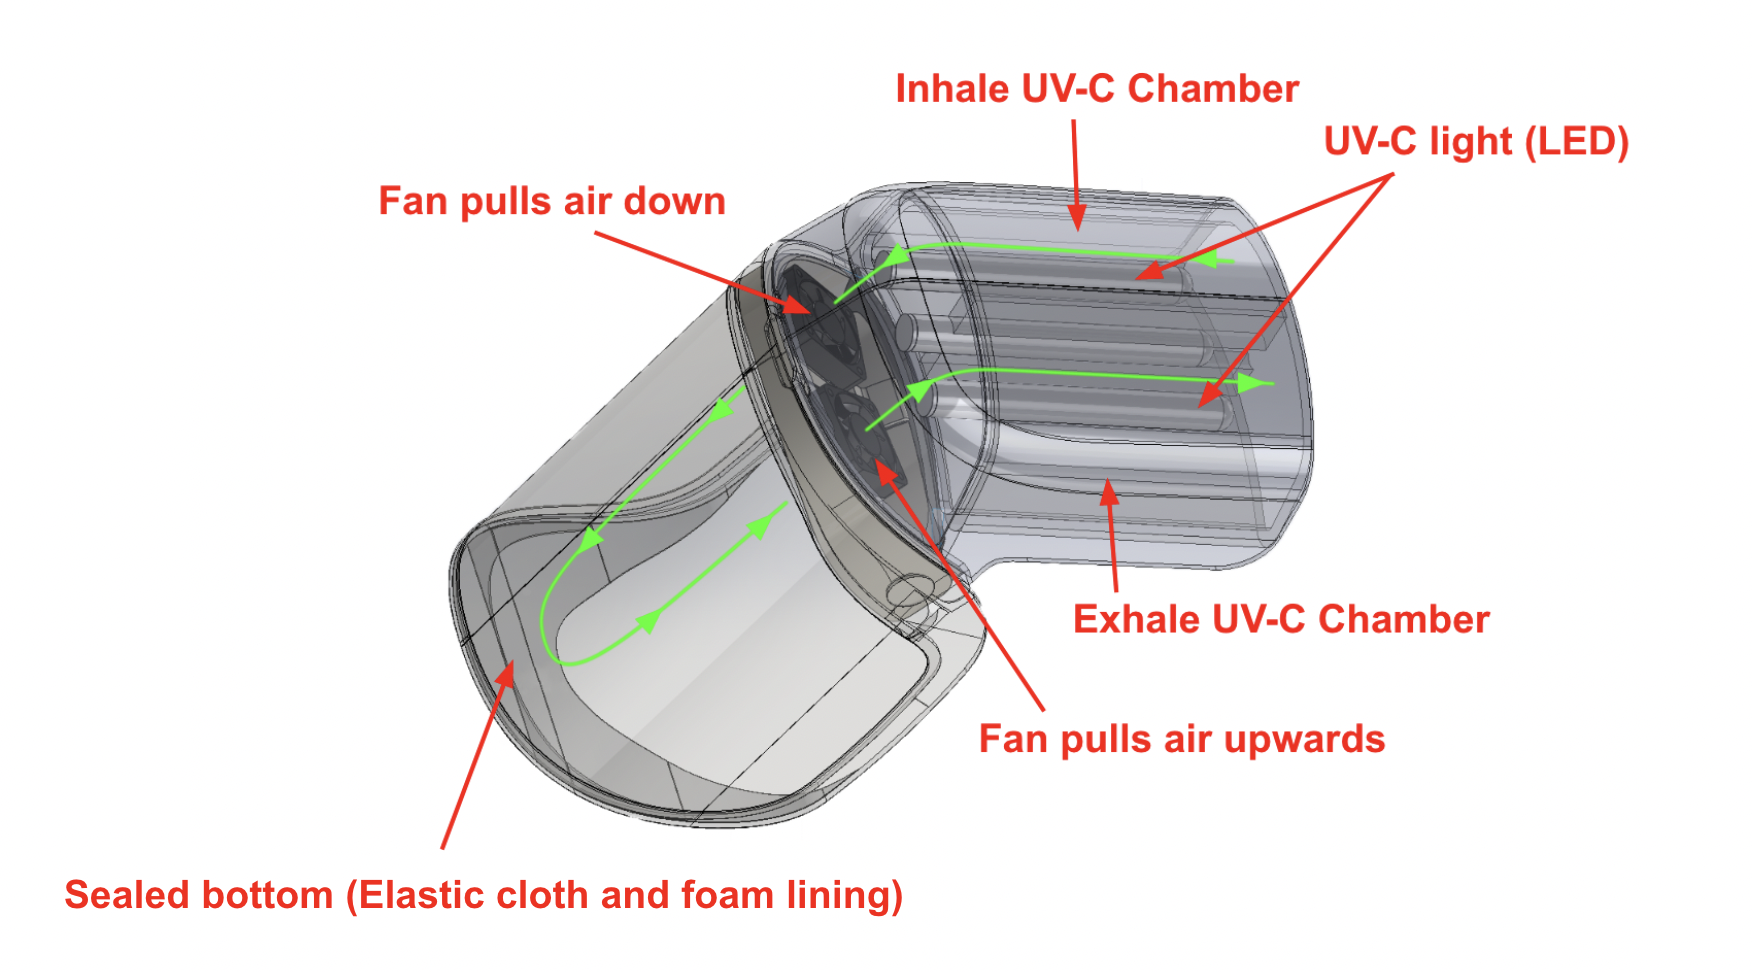 Inhale UV-C Chamber
UV-C light (LED)
Fan pulls air down
Exhale UV-C Chamber
Fan pulls air upwards
Sealed bottom (Elastic cloth and foam lining)